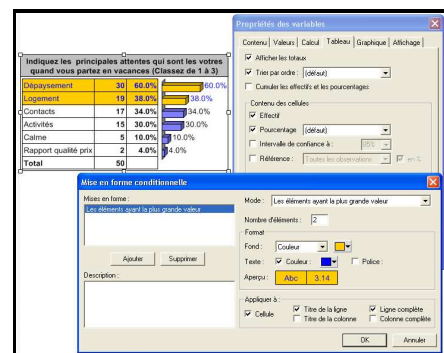 Propriétés des variables
Contenu Valeurs Calcul Tableau Graphique Affichage
Afficher les totaux
Trier par ordre : (défaut)
Cumuler les effectifs et les pourcentages
Contenu des cellules
Effectif
Pourcentage (défaut)
Intervalle de confiance à : 95%
Référence : Toutes les observations en %
Indiquez les principales attentes qui sont les votres
quand vous partez en vacances (Classez de 1 à 3)
Dépaysement 30 60.0% 60.0%
Logement 19 38.0% 38.0%
Contacts 17 34.0% 34.0%
Activités 15 30.0% 30.0%
Calme 5 10.0% 10.0%
Rapport qualité prix 2 4.0% 4.0%
Total 50
Mise en forme conditionnelle
Mises en forme :
Les éléments ayant la plus grande valeur
Ajouter Supprimer
Description :
Mode : Les éléments ayant la plus grande valeur
Nombre d'éléments : 2
Format
Fond : Couleur
Texte : Couleur : Police :
Aperçu : Abc 3.14
Appliquer à :
Cellule Titre de la ligne Ligne complète
Titre de la colonne Colonne complète
OK Annuler